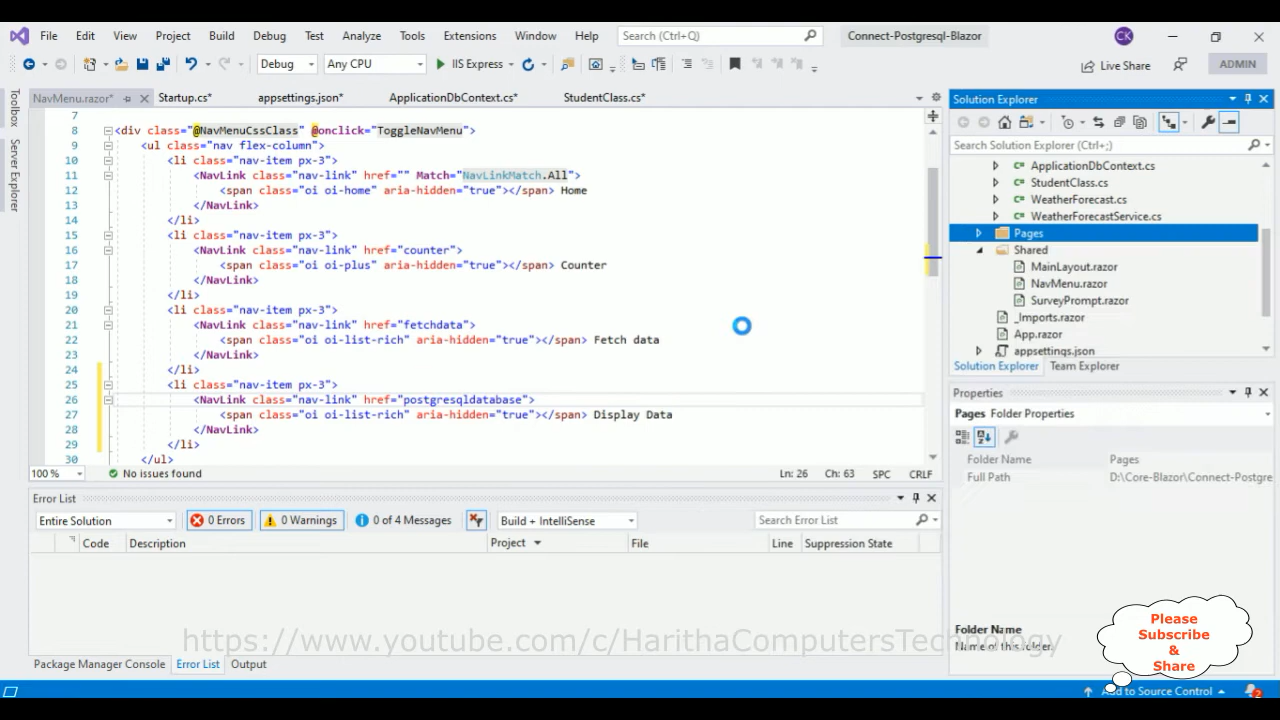 File Edit View Project Build Debug Test Analyze Tools Extensions Window Help Search (Ctrl+Q) Connect-Postgresql-Blazor CK
Debug Any CPU IIS Express Live Share ADMIN
Toolbox
Server Explorer
NavMenu.razor* Startup.cs* appsettings.json* ApplicationDbContext.cs* StudentClass.cs*
7
8 <div class="@NavMenuCssClass" @onclick="ToggleNavMenu">
9 <ul class="nav flex-column">
10 <li class="nav-item px-3">
11 <NavLink class="nav-link" href="" Match="NavLinkMatch.All">
12 <span class="oi oi-home" aria-hidden="true"></span> Home
13 </NavLink>
14 </li>
15 <li class="nav-item px-3">
16 <NavLink class="nav-link" href="counter">
17 <span class="oi oi-plus" aria-hidden="true"></span> Counter
18 </NavLink>
19 </li>
20 <li class="nav-item px-3">
21 <NavLink class="nav-link" href="fetchdata">
22 <span class="oi oi-list-rich" aria-hidden="true"></span> Fetch data
23 </NavLink>
24 </li>
25 <li class="nav-item px-3">
26 <NavLink class="nav-link" href="postgresqldatabase">
27 <span class="oi oi-list-rich" aria-hidden="true"></span> Display Data
28 </NavLink>
29 </li>
30 </ul>
100 % No issues found Ln: 26 Ch: 63 SPC CRLF
Error List
Entire Solution 0 Errors 0 Warnings 0 of 4 Messages Build + IntelliSense Search Error List
Code Description Project File Line Suppression State
Package Manager Console Error List Output
Solution Explorer
Search Solution Explorer (Ctrl+;)
ApplicationDbContext.cs
StudentClass.cs
WeatherForecast.cs
WeatherForecastService.cs
Pages
Shared
MainLayout.razor
NavMenu.razor
SurveyPrompt.razor
_Imports.razor
App.razor
appsettings.json
Solution Explorer Team Explorer
Properties
Pages Folder Properties
Folder Name Pages
Full Path D:\Core-Blazor\Connect-Postgre
Folder Name
Name of this folder.
https://www.youtube.com/c/HarithaComputersTechnology
Please
Subscribe
&
Share
Add to Source Control 2